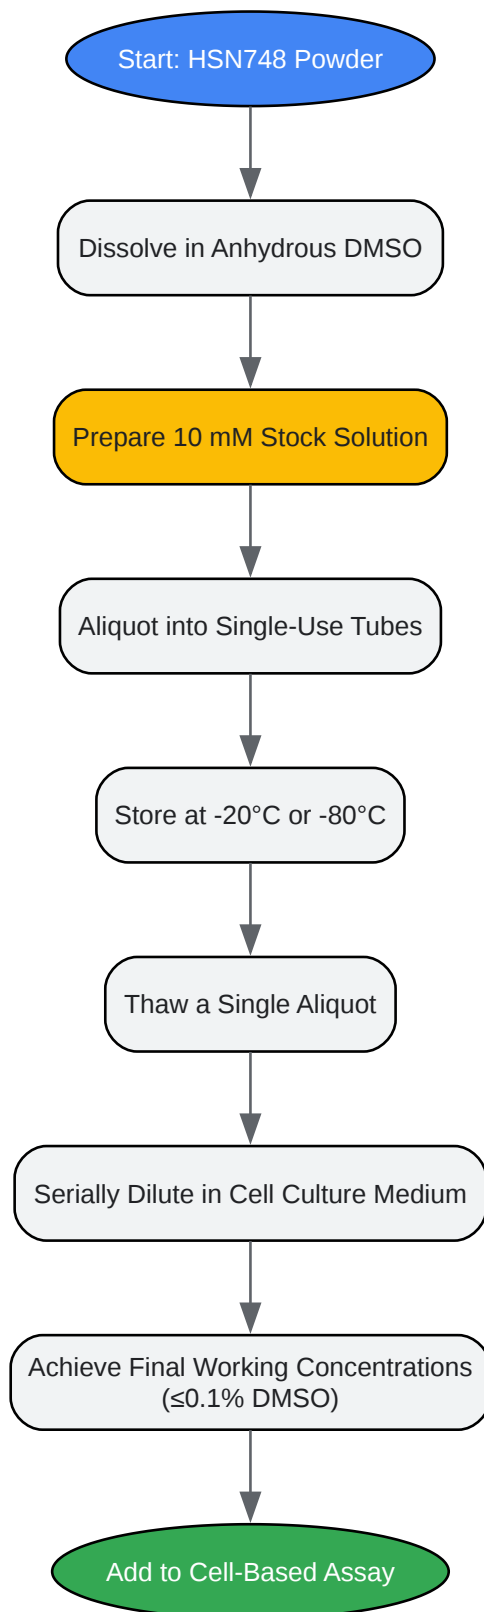 Start: HSN748 Powder
Dissolve in Anhydrous DMSO
Prepare 10 mM Stock Solution
Aliquot into Single-Use Tubes
Store at -20°C or -80°C
Thaw a Single Aliquot
Serially Dilute in Cell Culture Medium
Achieve Final Working Concentrations
(≤0.1% DMSO)
Add to Cell-Based Assay